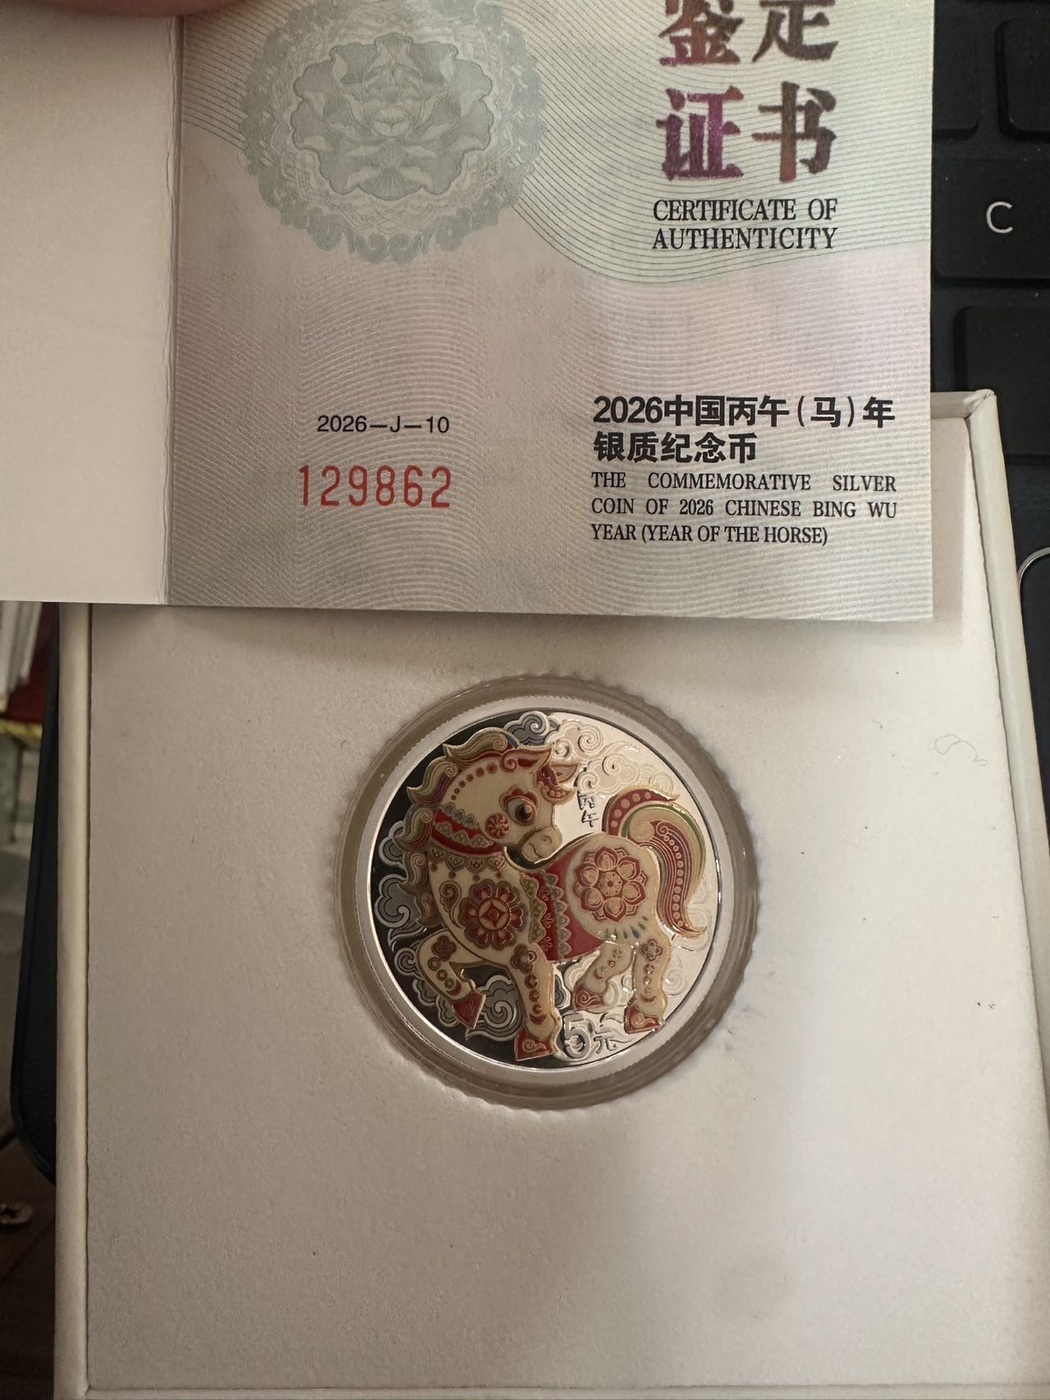 鉴定
证书
CERTIFICATE OF
AUTHENTICITY
2026—J—10
129862
2026中国丙午(马)年
银质纪念币
THE COMMEMORATIVE SILVER
COIN OF 2026 CHINESE BING WU
YEAR (YEAR OF THE HORSE)
C
丙午
5元